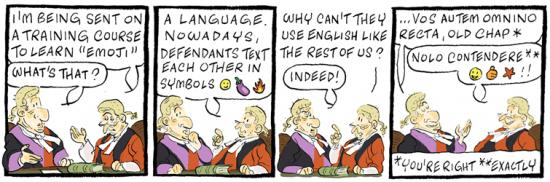 I'M BEING SENT ON
A TRAINING COURSE
TO LEARN "EMOJI"
WHAT'S THAT?
A LANGUAGE.
NOWADAYS,
DEFENDANTS TEXT
EACH OTHER IN
SYMBOLS 🙂 🍆 🔥
WHY CAN'T THEY
USE ENGLISH LIKE
THE REST OF US?
INDEED!
...VOS AUTEM OMNINO
RECTA, OLD CHAP *
NOLO CONTENDERE **
🙂 👍 ⭐ !!
*YOU'RE RIGHT **EXACTLY